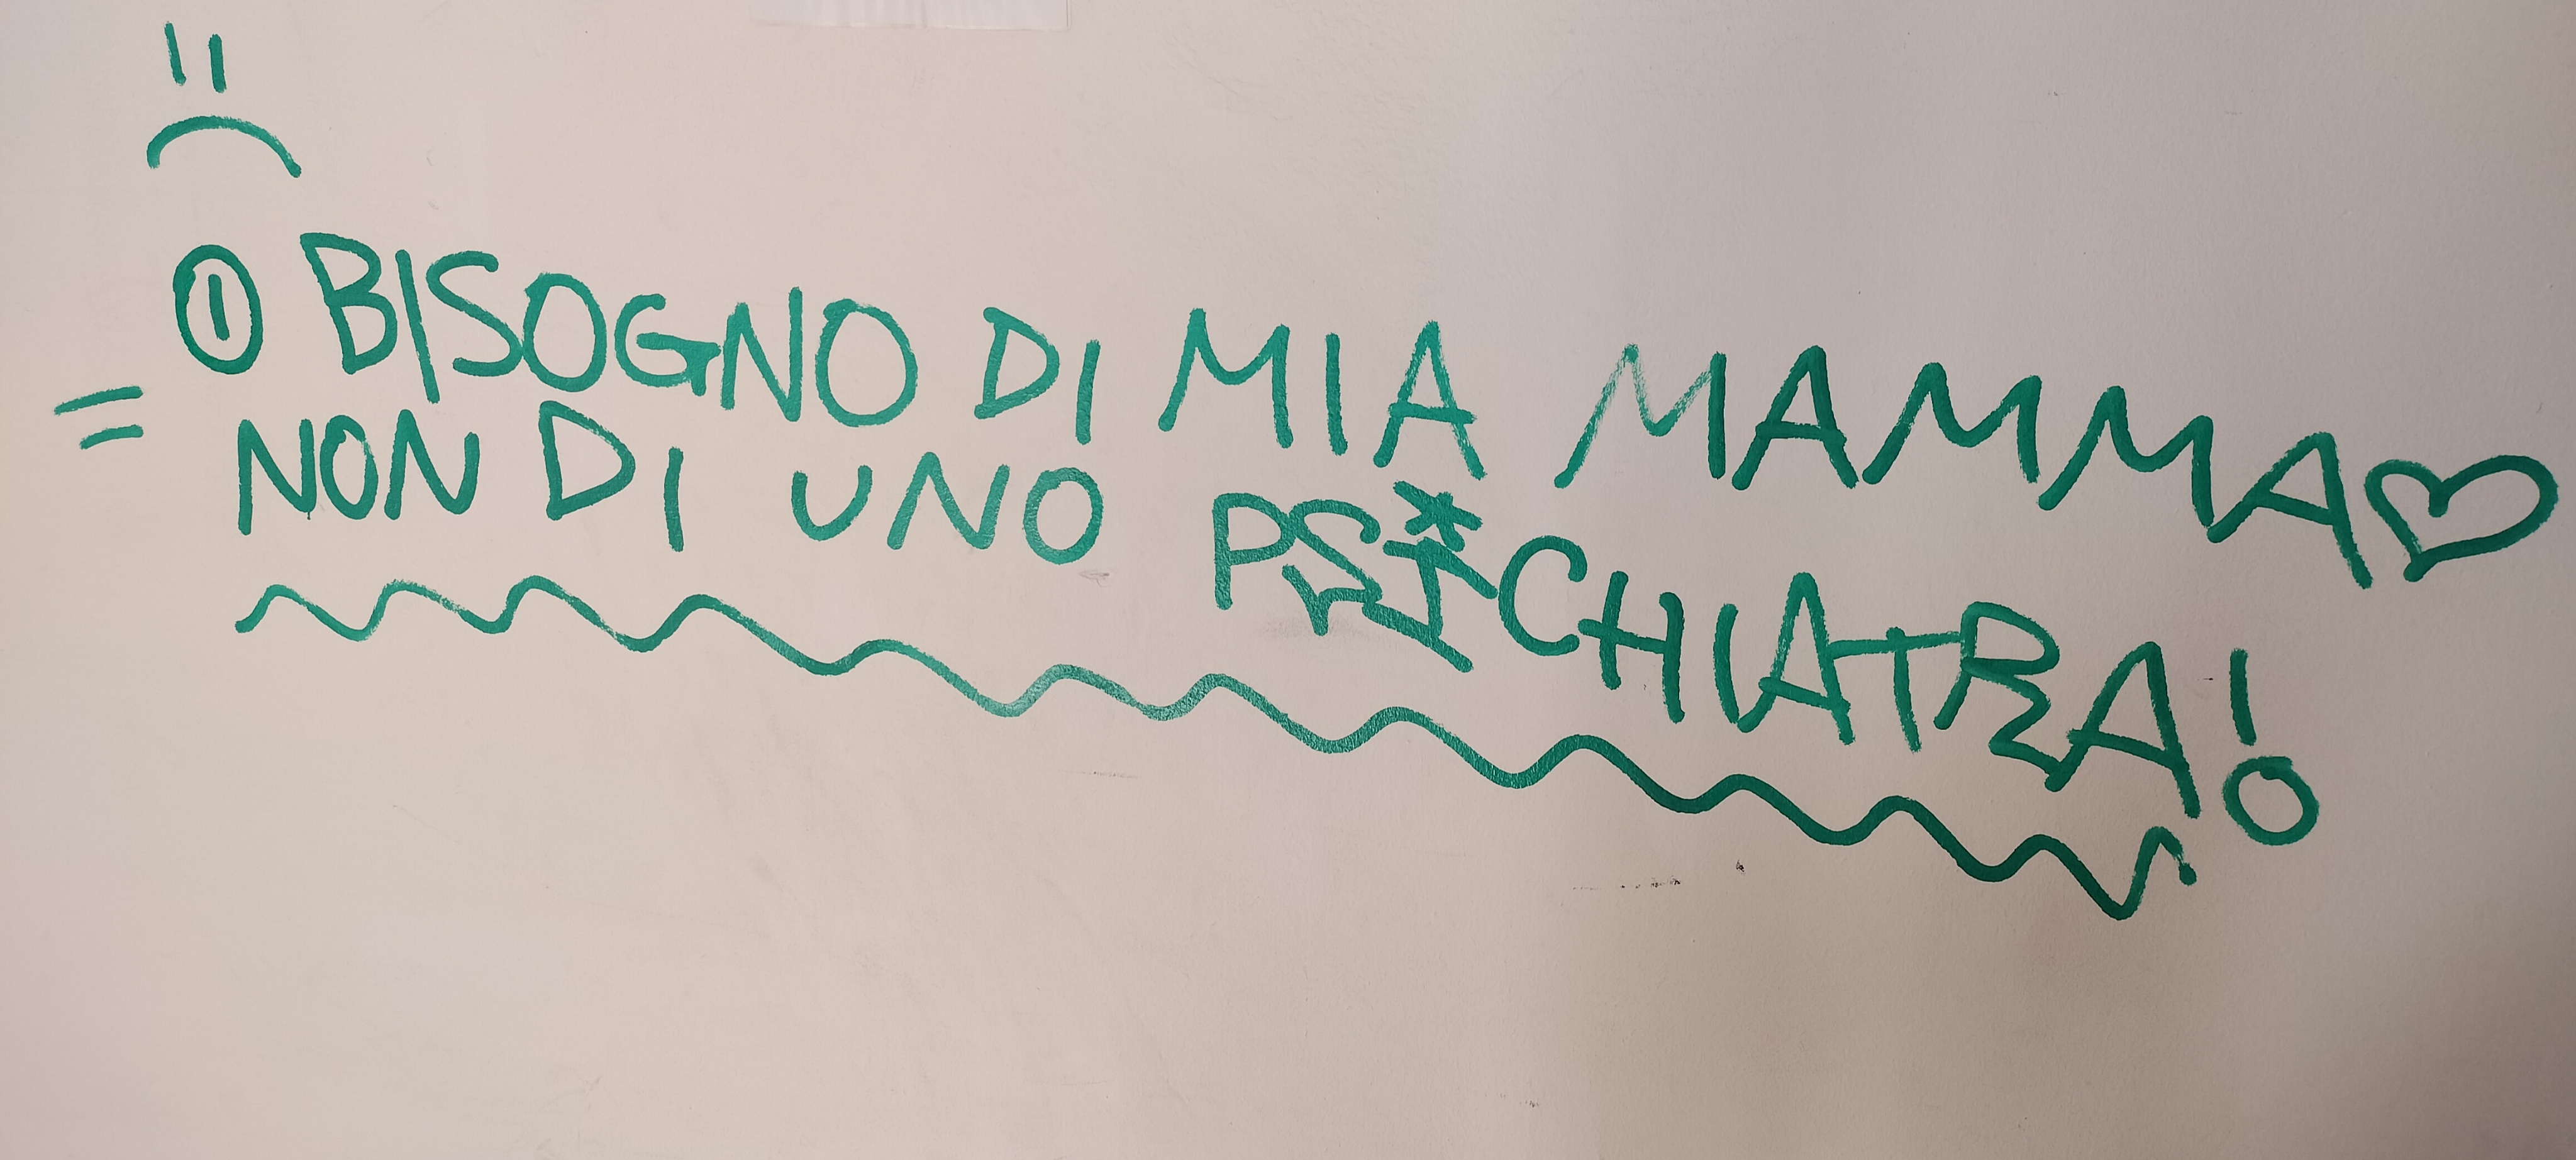 ① BISOGNO DI MIA MAMMA♡
= NON DI UNO PSICHIATRA!